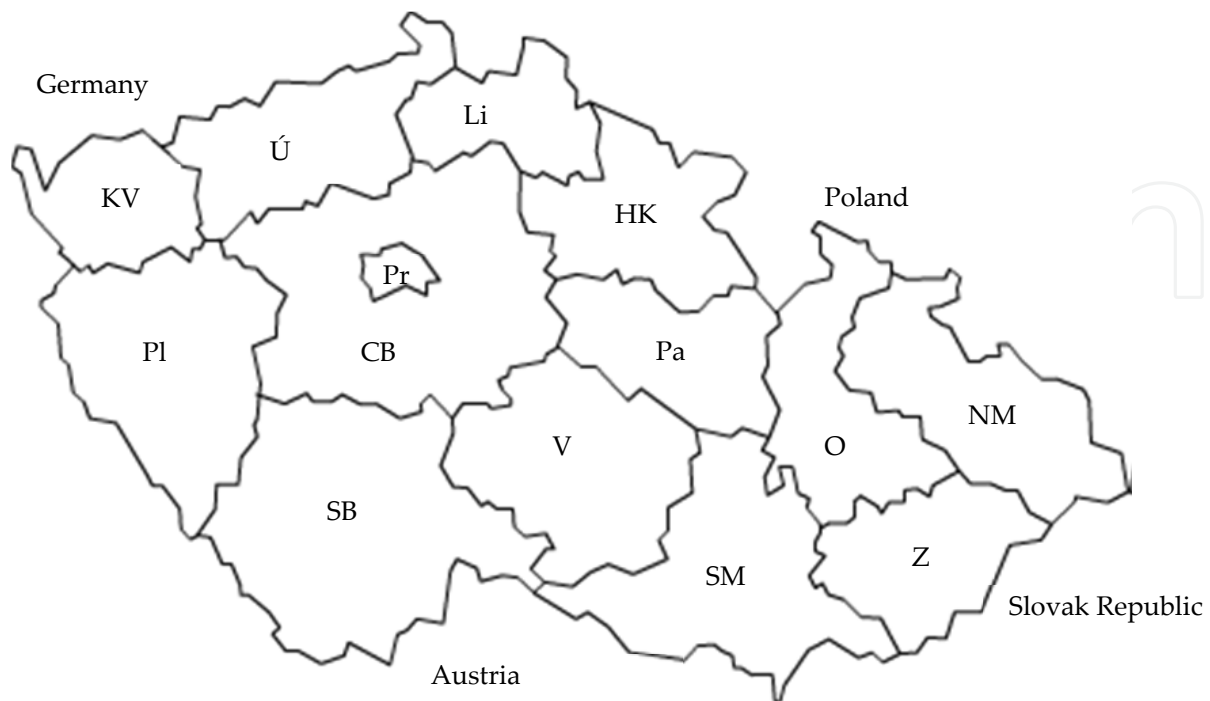 Germany
Li
Ú
KV
Poland
HK
Pr
Pl
CB
Pa
NM
V
O
SB
Z
SM
Slovak Republic
Austria